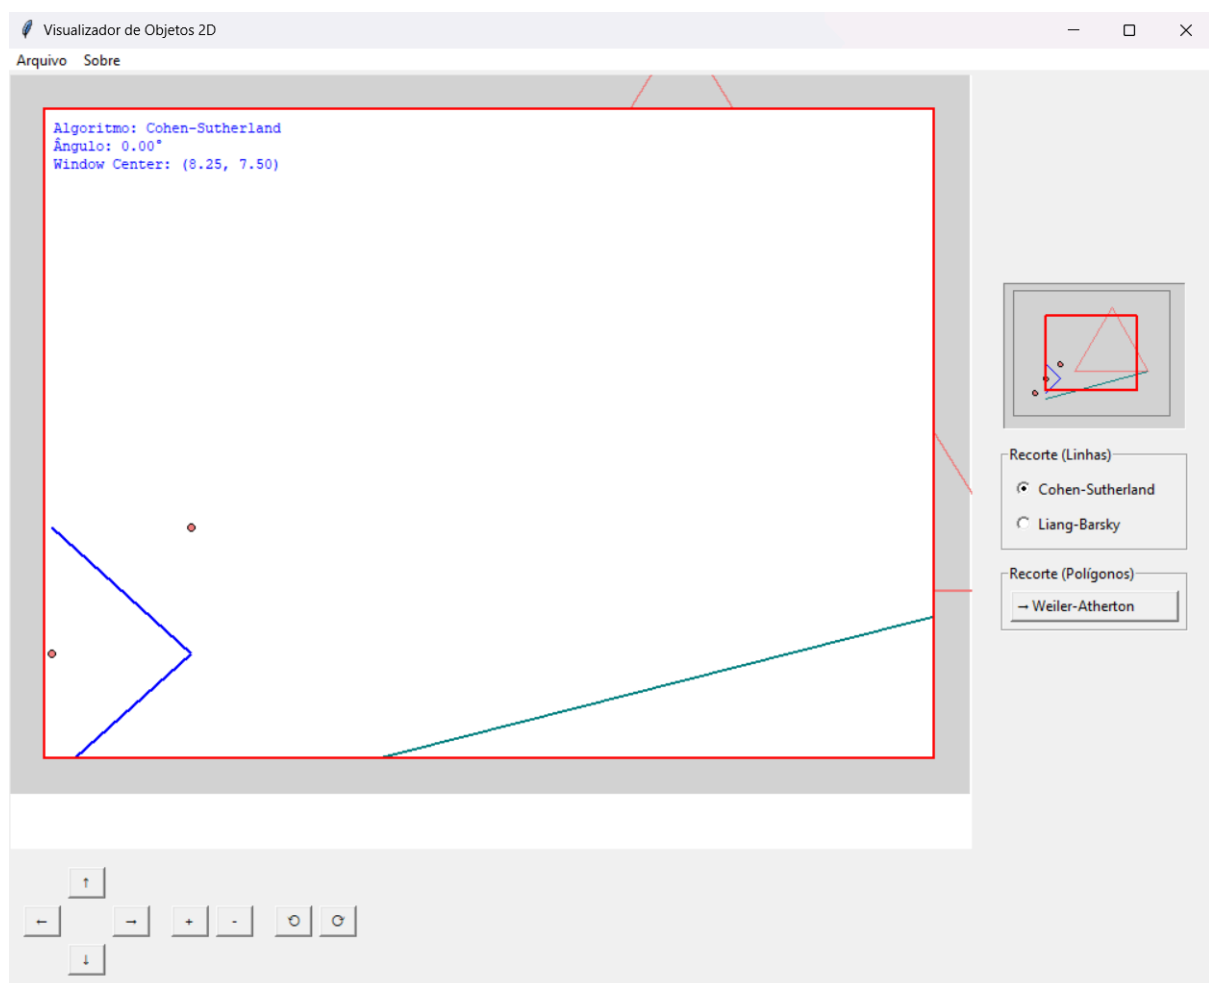 Visualizador de Objetos 2D
Arquivo Sobre
Algoritmo: Cohen-Sutherland
Ângulo: 0.00°
Window Center: (8.25, 7.50)
Recorte (Linhas)
Cohen-Sutherland
Liang-Barsky
Recorte (Polígonos)
→ Weiler-Atherton
↑
← → + - ↺ ↻
↓